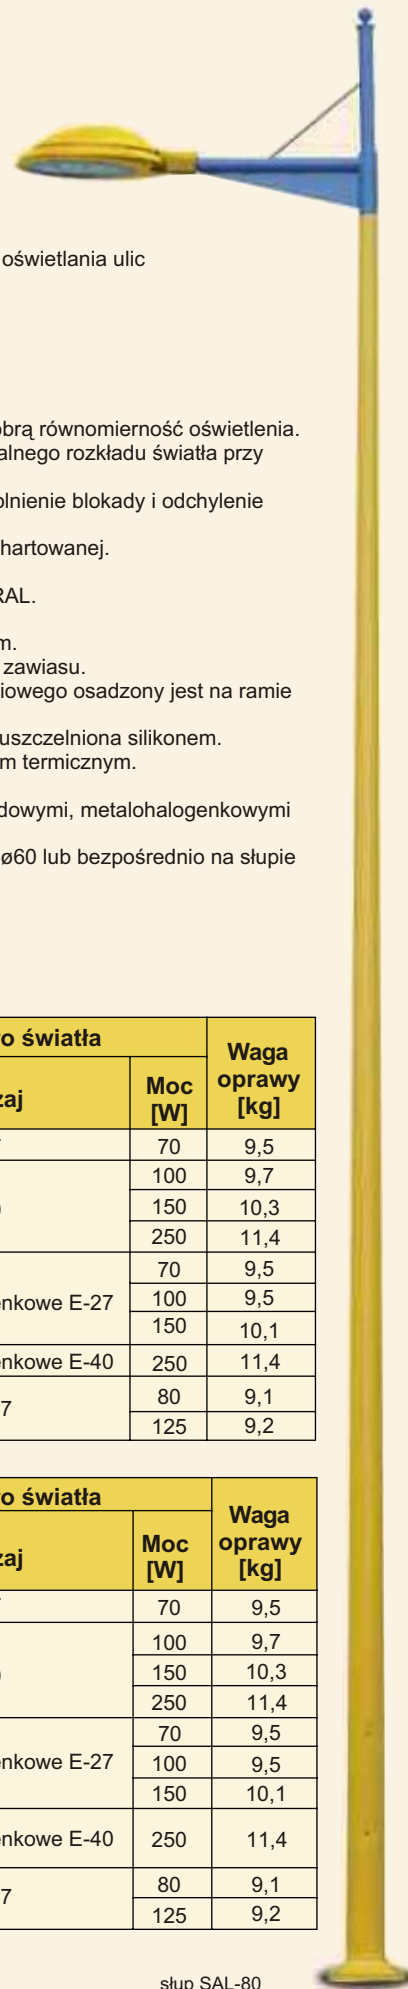 oświetlania ulic
obrą równomierność oświetlenia.
alnego rozkładu światła przy
olnienie blokady i odchylenie
hartowanej.
RAL.
m.
zawiasu.
iowego osadzony jest na ramie
uszczelniona silikonem.
m termicznym.
dowymi, metalohalogenkowymi
ø60 lub bezpośrednio na słupie
o światła
Waga oprawy [kg]
zaj
Moc [W]
70 9,5
100 9,7
150 10,3
250 11,4
70 9,5
enkowe E-27 100 9,5
150 10,1
enkowe E-40 250 11,4
7
80 9,1
125 9,2
o światła
Waga oprawy [kg]
zaj
Moc [W]
70 9,5
100 9,7
150 10,3
250 11,4
70 9,5
enkowe E-27 100 9,5
150 10,1
enkowe E-40 250 11,4
7
80 9,1
125 9,2
słup SAL-80